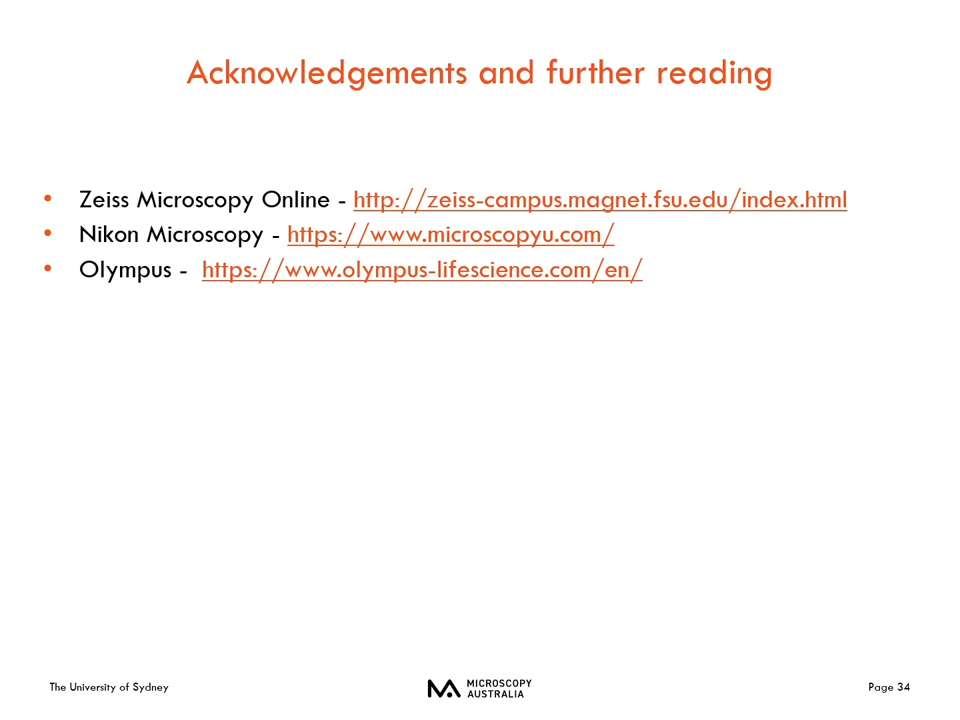 Acknowledgements and further reading
• Zeiss Microscopy Online - http://zeiss-campus.magnet.fsu.edu/index.html
• Nikon Microscopy - https://www.microscopyu.com/
• Olympus - https://www.olympus-lifescience.com/en/
The University of Sydney
MICROSCOPY
AUSTRALIA
Page 34